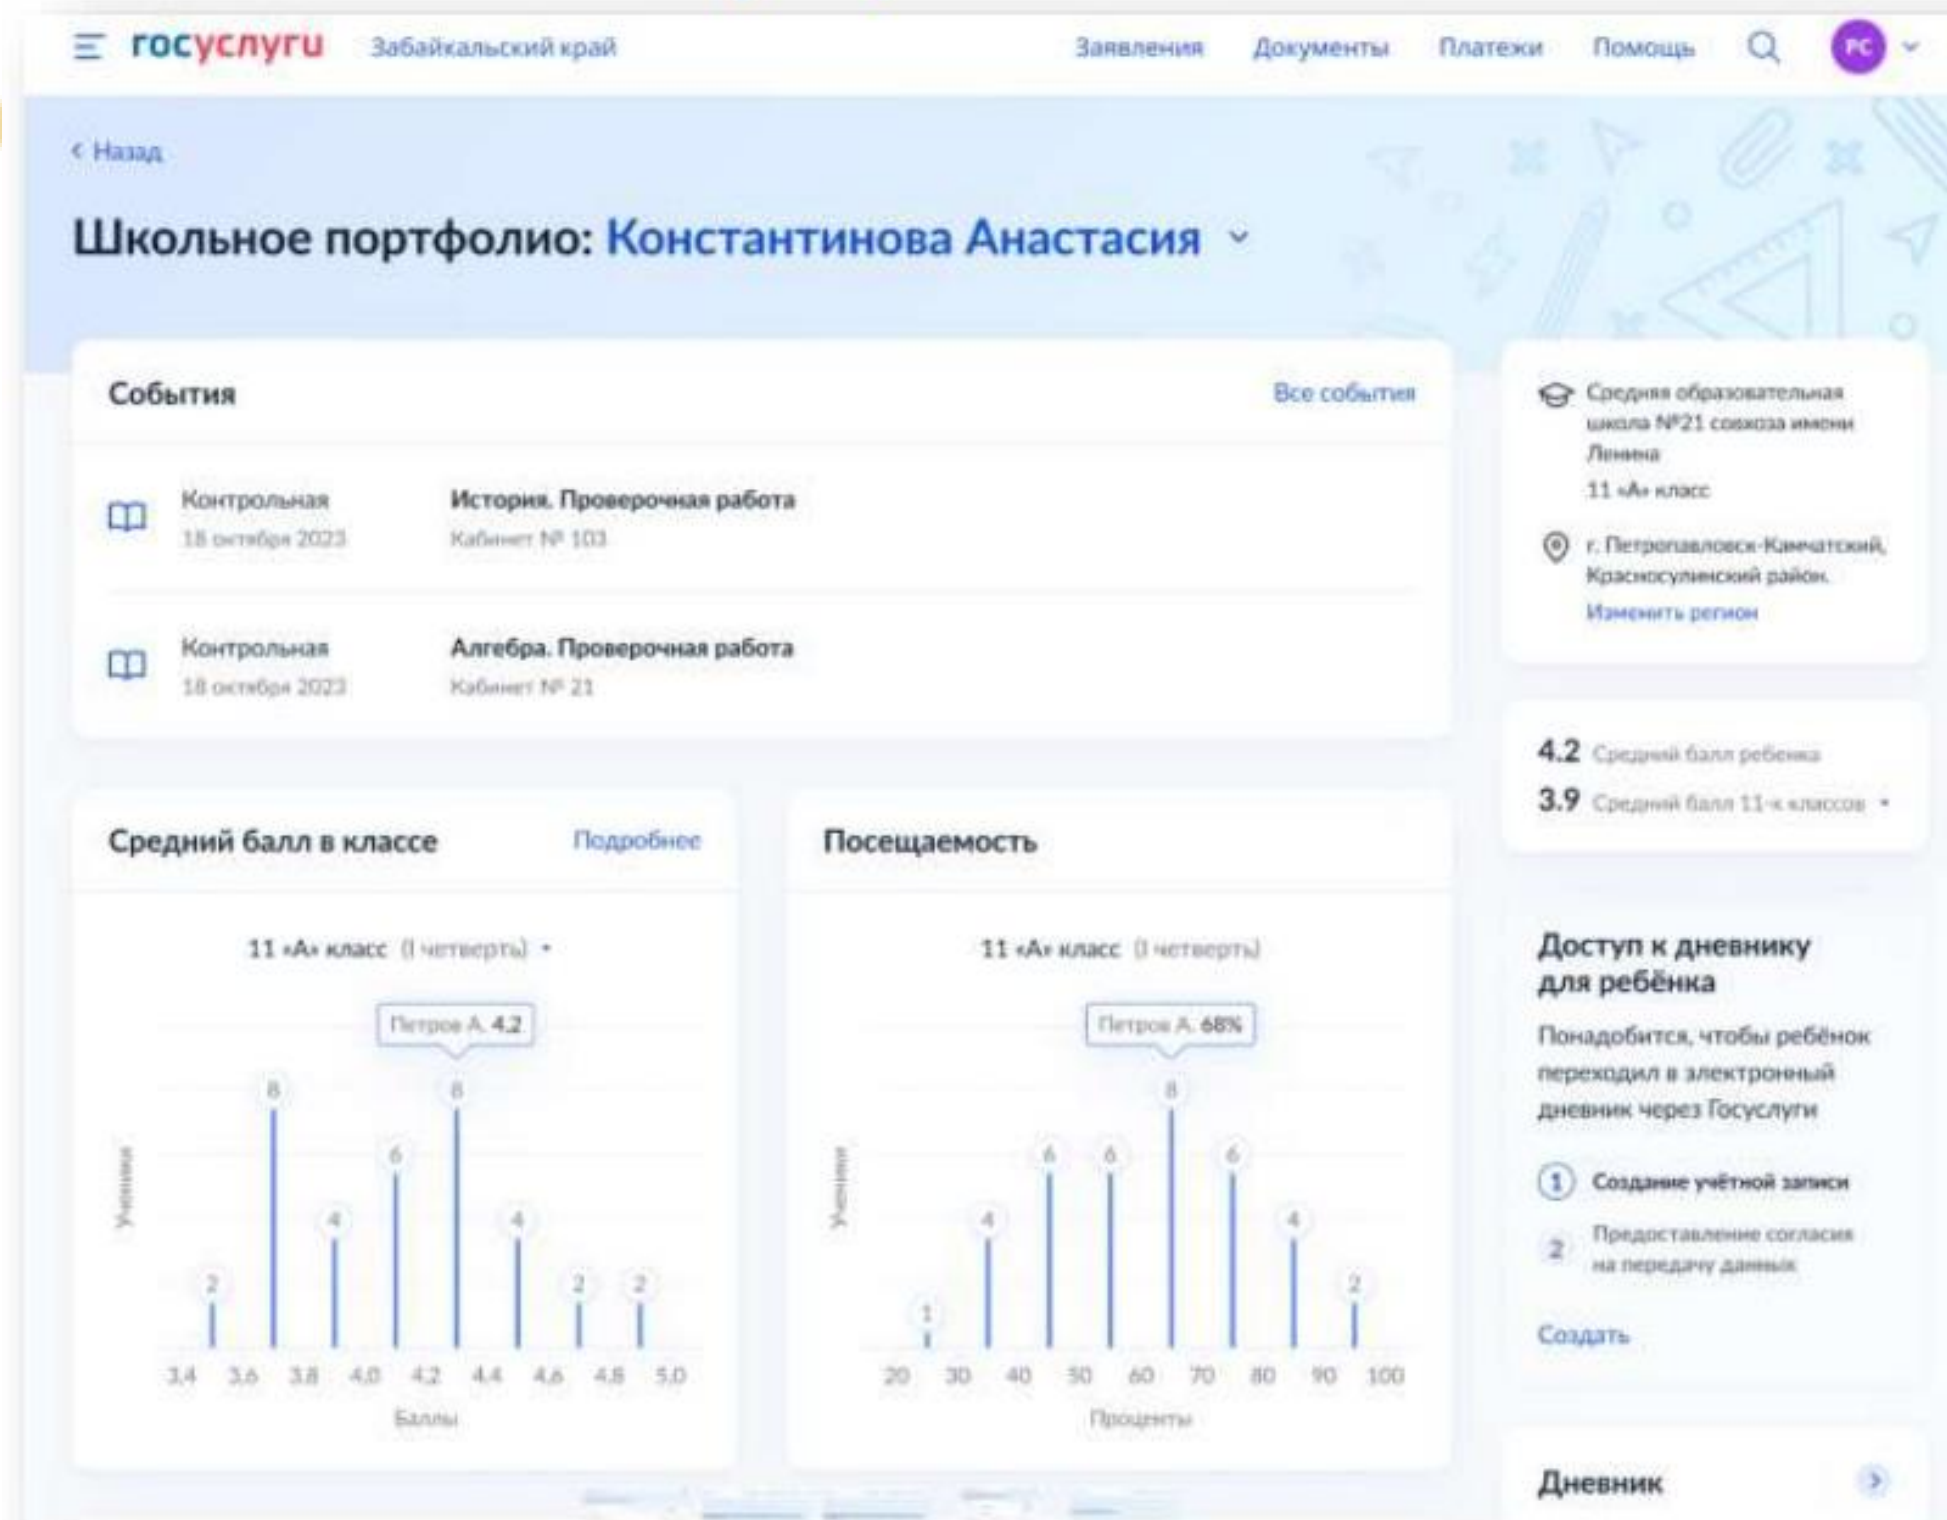 госуслуги Забайкальский край Заявления Документы Платежи Помощь РС
Назад
Школьное портфолио: Константинова Анастасия
События Все события
Контрольная История. Проверочная работа
18 октября 2023 Кабинет № 103
Контрольная Алгебра. Проверочная работа
18 октября 2023 Кабинет № 21
Средний балл в классе Подробнее
11 «А» класс (I четверть)
Петров А. 4.2
8 8
6
4 4
2 2 2
Ученики
3,4 3,6 3,8 4,0 4,2 4,4 4,6 4,8 5,0
Баллы
Посещаемость
11 «А» класс (I четверть)
Петров А. 68%
8
6 6 6
4 4
2
1
Ученики
20 30 40 50 60 70 80 90 100
Проценты
Средняя образовательная
школа №21 совхоза имени
Ленина
11 «А» класс
г. Петропавловск-Камчатский,
Красносулинский район.
Изменить регион
4.2 Средний балл ребенка
3.9 Средний балл 11-х классов
Доступ к дневнику
для ребёнка
Понадобится, чтобы ребёнок
переходил в электронный
дневник через Госуслуги
1 Создание учётной записи
2 Предоставление согласия
на передачу данных
Создать
Дневник